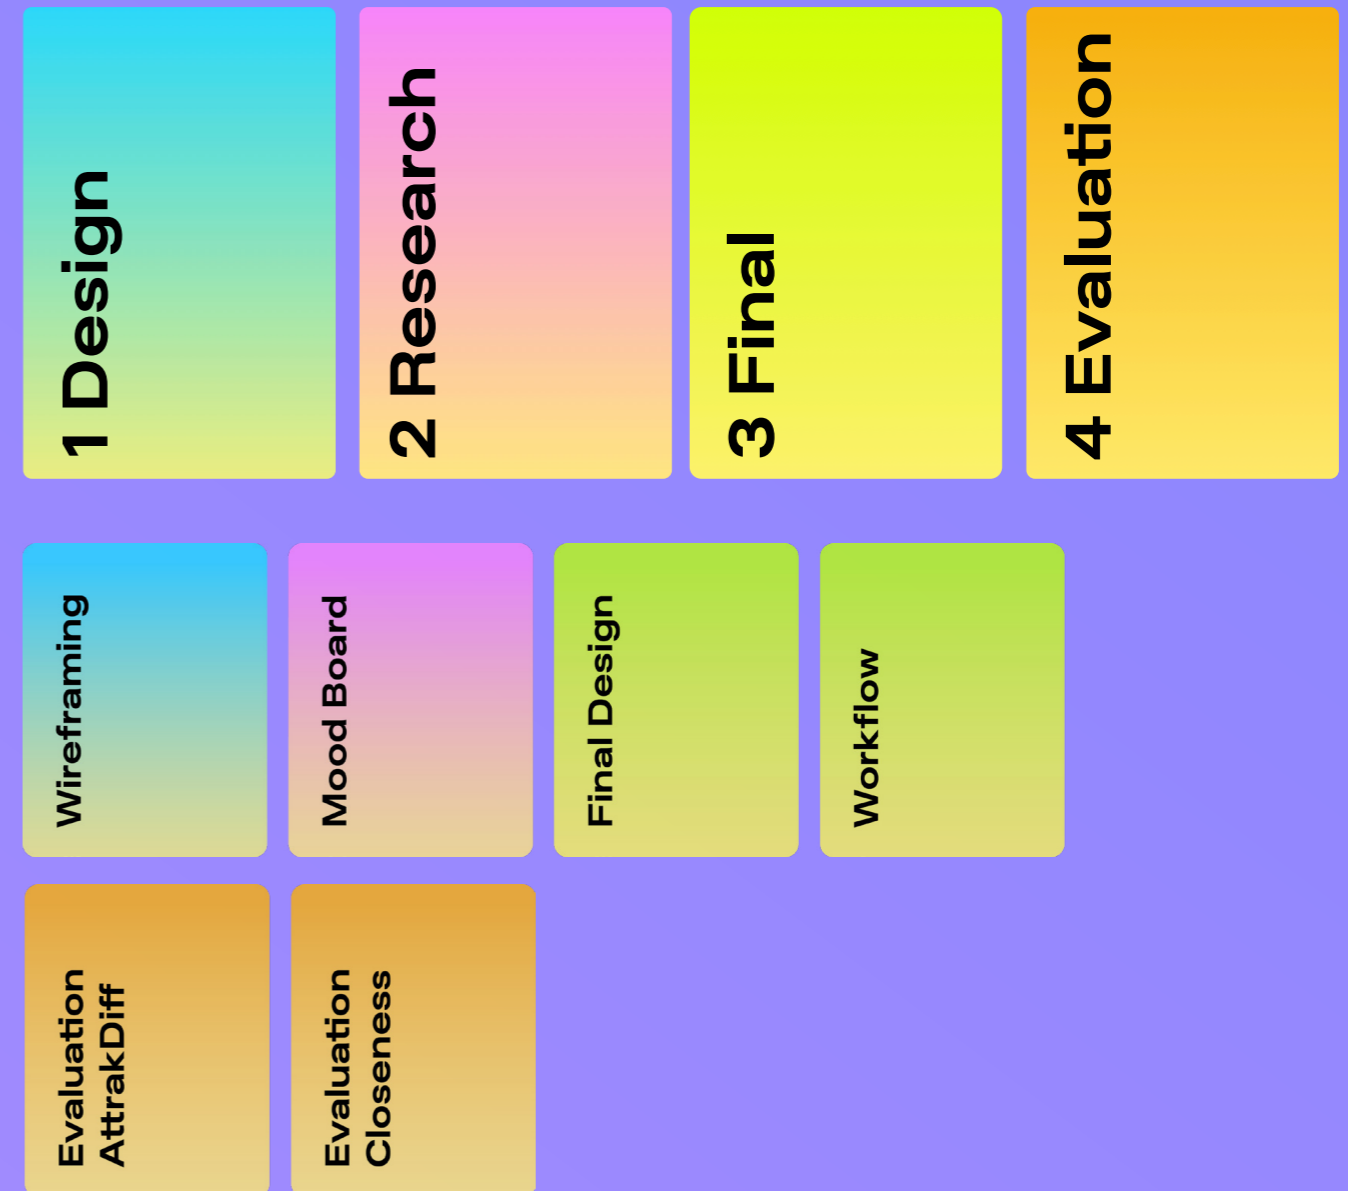 1 Design
2 Research
3 Final
4 Evaluation
Wireframing
Mood Board
Final Design
Workflow
Evaluation
AttrakDiff
Evaluation
Closeness